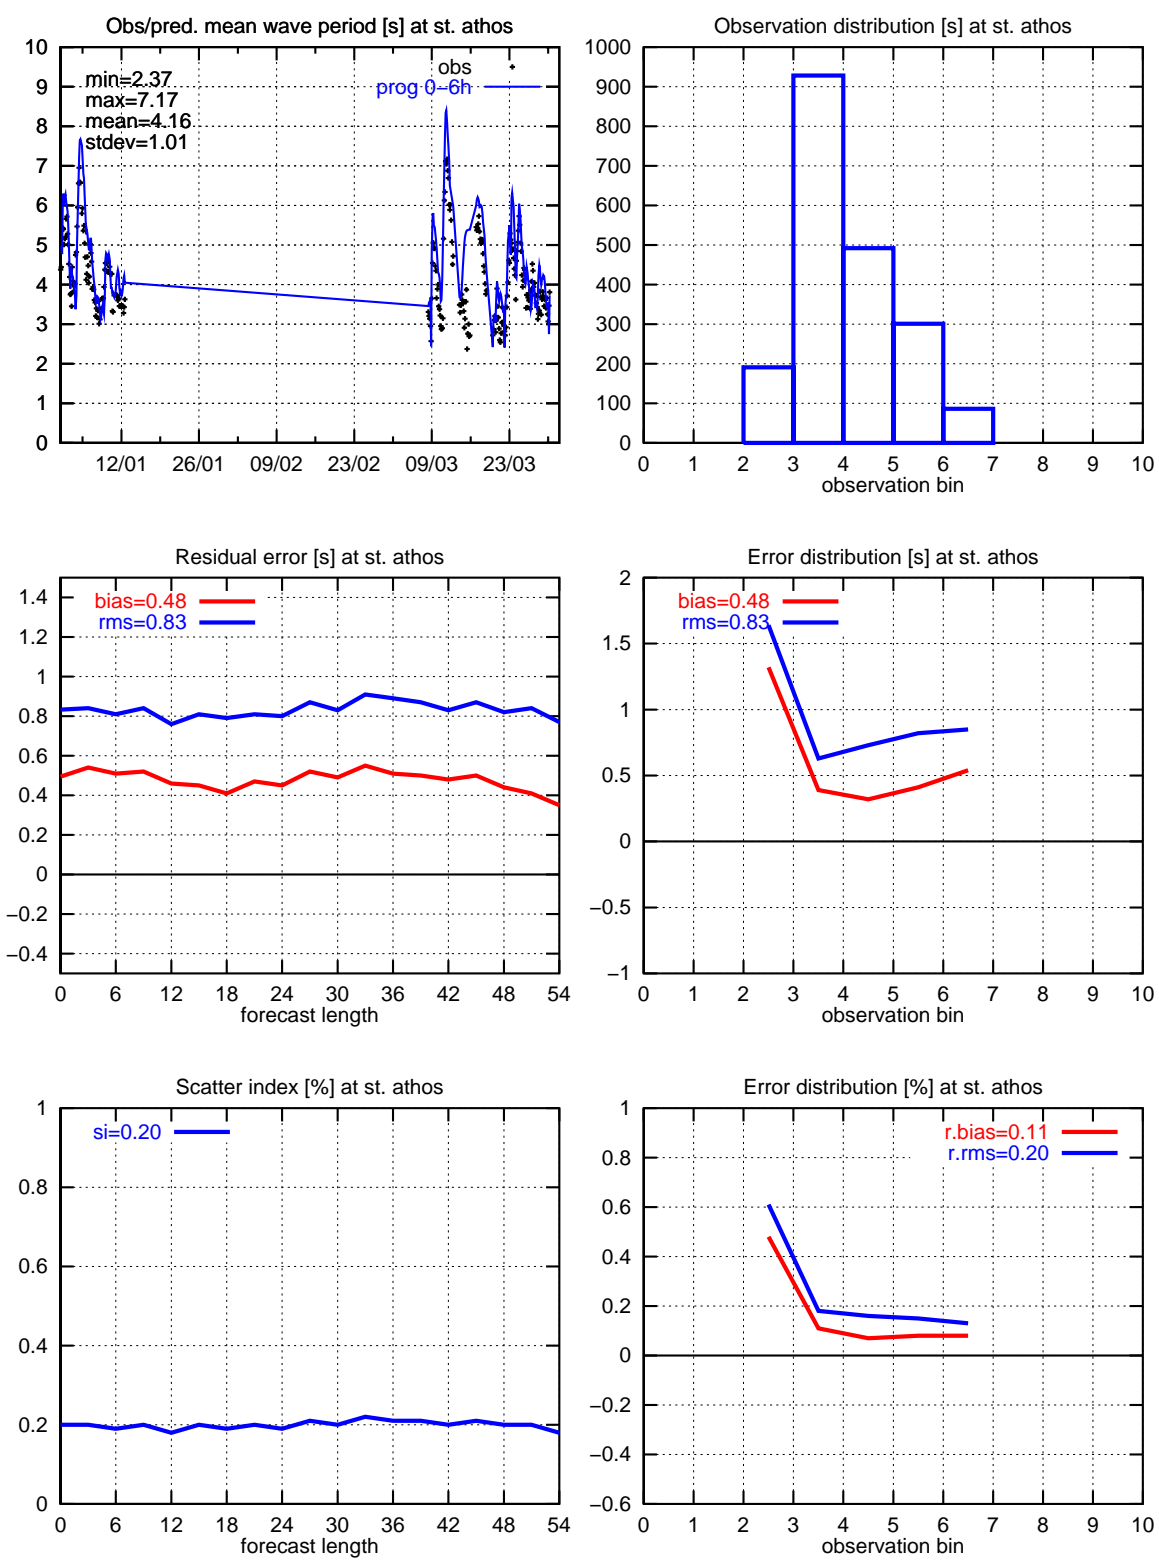 Obs/pred. mean wave period [s] at st. athos
10
9
8
7
6
5
4
3
2
1
0
min=2.37
max=7.17
mean=4.16
stdev=1.01
obs
prog 0−6h
12/01 26/01 09/02 23/02 09/03 23/03
Observation distribution [s] at st. athos
1000
900
800
700
600
500
400
300
200
100
0
0 1 2 3 4 5 6 7 8 9 10
observation bin
Residual error [s] at st. athos
1.4
1.2
1
0.8
0.6
0.4
0.2
0
−0.2
−0.4
bias=0.48
rms=0.83
0 6 12 18 24 30 36 42 48 54
forecast length
Error distribution [s] at st. athos
2
1.5
1
0.5
0
−0.5
−1
bias=0.48
rms=0.83
0 1 2 3 4 5 6 7 8 9 10
observation bin
Scatter index [%] at st. athos
1
0.8
0.6
0.4
0.2
0
si=0.20
0 6 12 18 24 30 36 42 48 54
forecast length
Error distribution [%] at st. athos
1
0.8
0.6
0.4
0.2
0
−0.2
−0.4
−0.6
r.bias=0.11
r.rms=0.20
0 1 2 3 4 5 6 7 8 9 10
observation bin